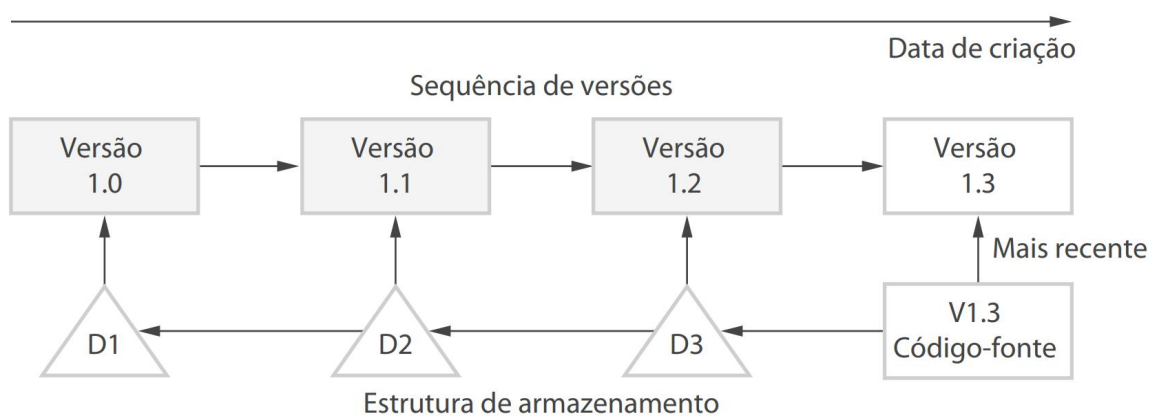 Data de criação
Sequência de versões
Versão
1.0
Versão
1.1
Versão
1.2
Versão
1.3
Mais recente
D1
D2
D3
V1.3
Código-fonte
Estrutura de armazenamento